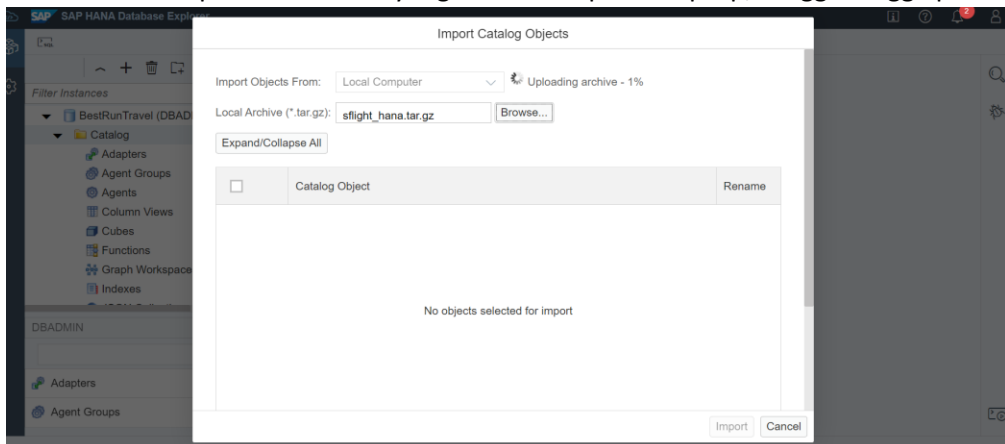 SAP SAP HANA Database Explorer
2
Import Catalog Objects
Filter Instances
BestRunTravel (DBAD
Catalog
Adapters
Agent Groups
Agents
Column Views
Cubes
Functions
Graph Workspace
Indexes
DBADMIN
Adapters
Agent Groups
Import Objects From: Local Computer Uploading archive - 1%
Local Archive (*.tar.gz): sflight_hana.tar.gz Browse...
Expand/Collapse All
Catalog Object Rename
No objects selected for import
Import Cancel